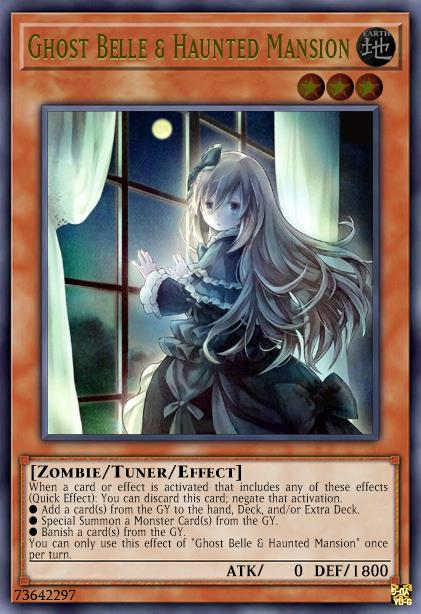 Ghost Belle & Haunted Mansion
EARTH
地
[Zombie/Tuner/Effect]
When a card or effect is activated that includes any of these effects
(Quick Effect): You can discard this card; negate that activation.
● Add a card(s) from the GY to the hand, Deck, and/or Extra Deck.
● Special Summon a Monster Card(s) from the GY.
● Banish a card(s) from the GY.
You can only use this effect of "Ghost Belle & Haunted Mansion" once
per turn.
ATK/ 0 DEF/1800
73642297